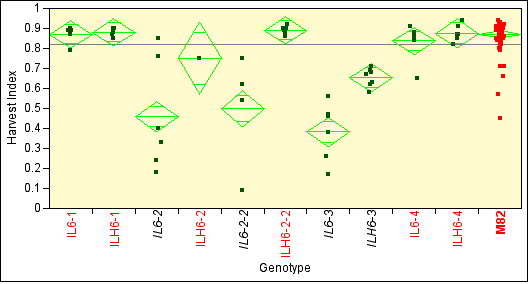 Harvest Index
1
0.9
0.8
0.7
0.6
0.5
0.4
0.3
0.2
0.1
0
IL6-1
ILH6-1
IL6-2
ILH6-2
IL6-2-2
ILH6-2-2
IL6-3
ILH6-3
IL6-4
ILH6-4
M82
Genotype